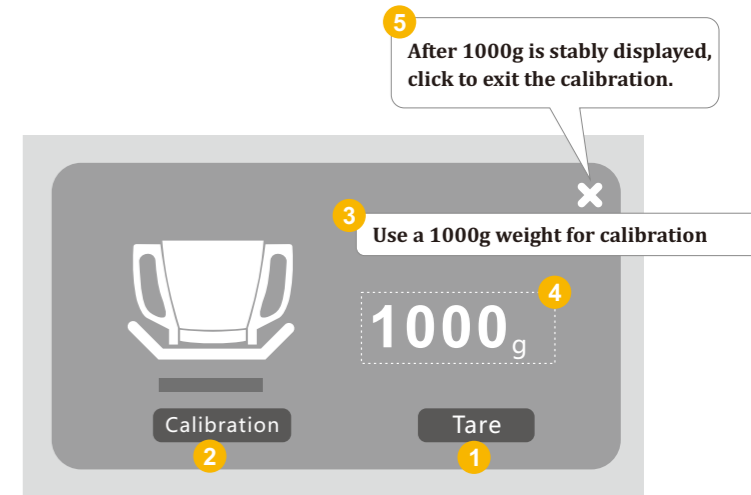 5
After 1000g is stably displayed,
click to exit the calibration.
3
Use a 1000g weight for calibration
4
1000g
Calibration
Tare
2
1